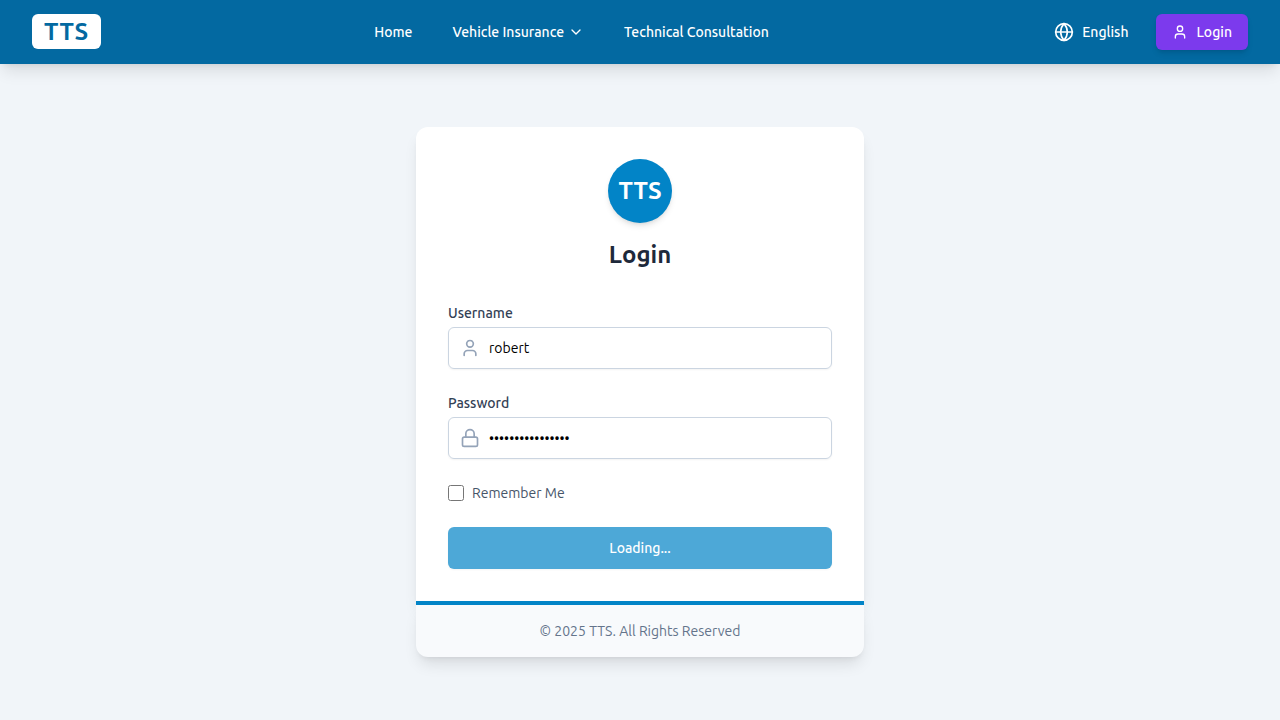 TTS
Home
Vehicle Insurance
Technical Consultation
English
Login
TTS
Login
Username
robert
Password
••••••••••••••••
Remember Me
Loading...
© 2025 TTS. All Rights Reserved